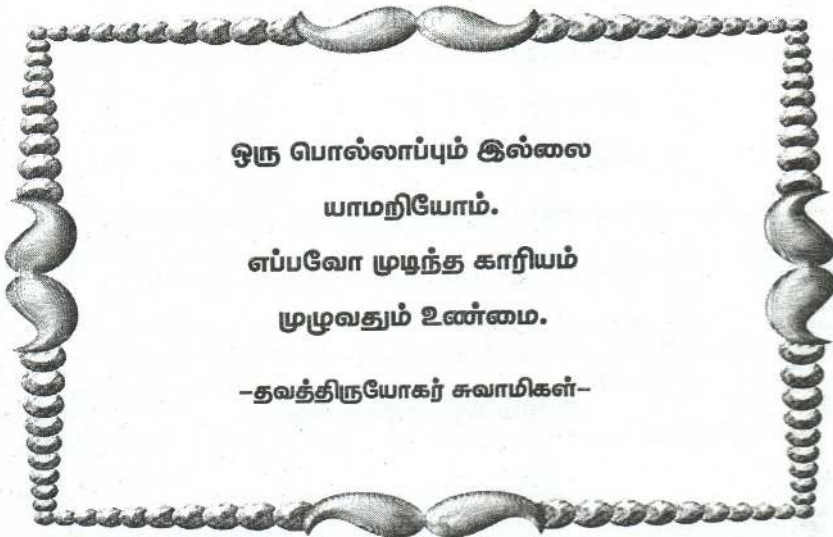 ஒரு பொல்லாப்பும் இல்லை
யாமறியோம்.
எப்பவோ முடிந்த காரியம்
முழுவதும் உண்மை.
–தவத்திருயோகர் சுவாமிகள்–